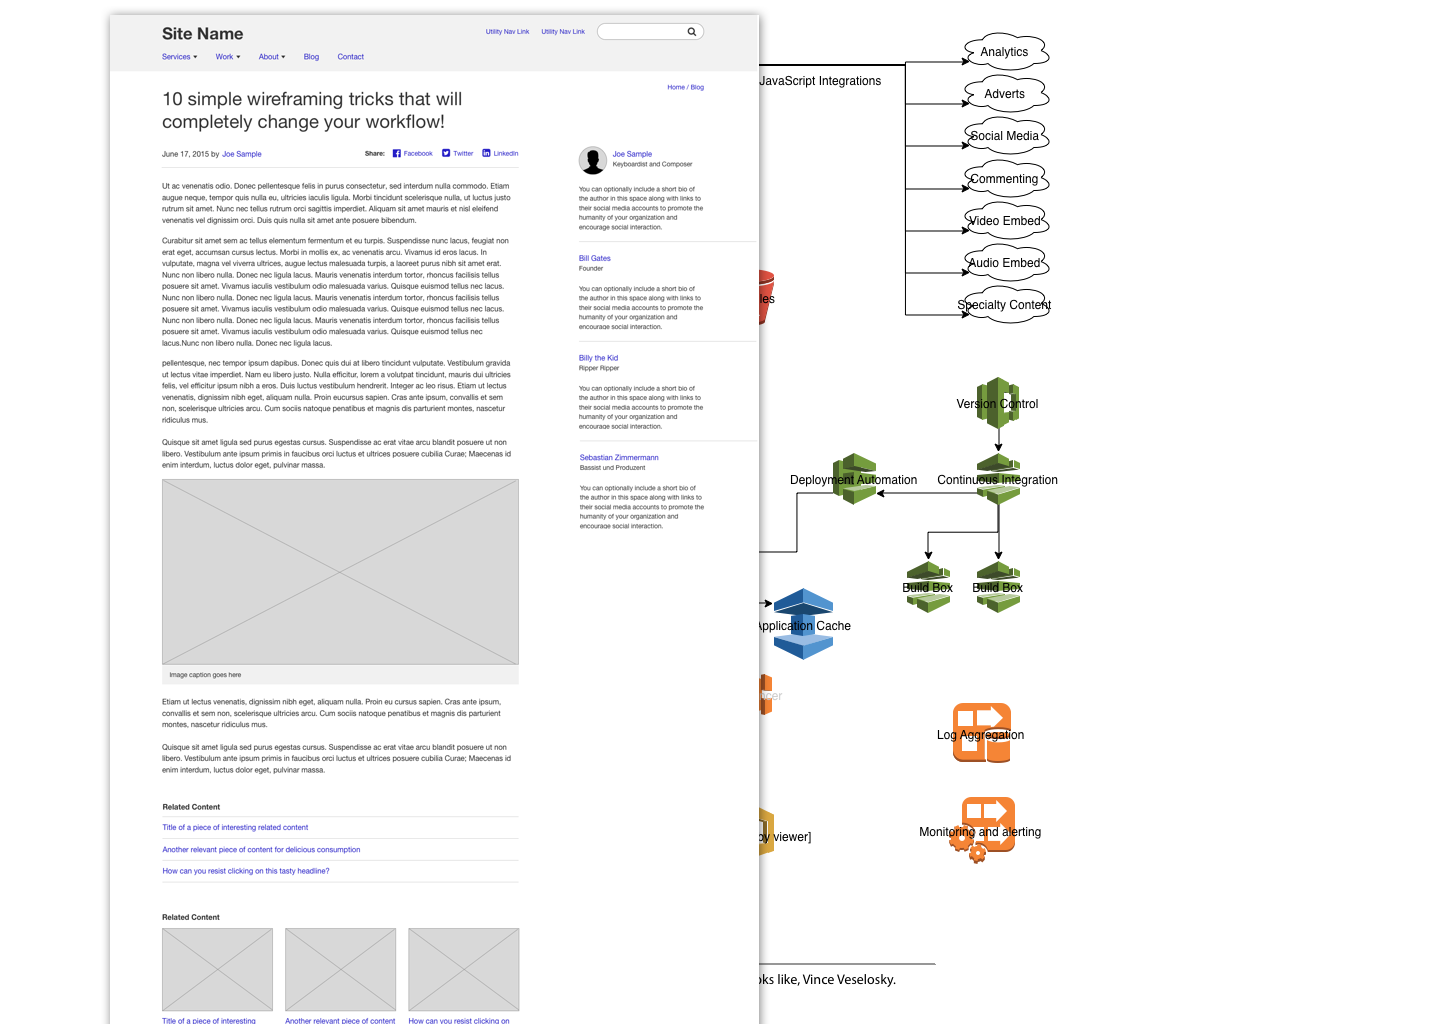 Site Name
Utility Nav Link Utility Nav Link
Services Work About Blog Contact
Home / Blog
10 simple wireframing tricks that will
completely change your workflow!
June 17, 2015 by Joe Sample
Share: Facebook Twitter LinkedIn
Ut ac venenatis odio. Donec pellentesque felis in purus consectetur, sed interdum nulla commodo. Etiam
augue neque, tempor quis nulla eu, ultricies iaculis ligula. Morbi tincidunt scelerisque nulla, ut luctus justo
rutrum sit amet. Nunc nec tellus rutrum orci sagittis imperdiet. Aliquam sit amet mauris et nisl eleifend
venenatis vel dignissim orci. Duis quis nulla sit amet ante posuere bibendum.
Curabitur sit amet sem ac tellus elementum fermentum et eu turpis. Suspendisse nunc lacus, feugiat non
erat eget, accumsan cursus lectus. Morbi in mollis ex, ac venenatis arcu. Vivamus id eros lacus. In
vulputate, magna vel viverra ultrices, augue lectus malesuada turpis, a laoreet purus nibh sit amet erat.
Nunc non libero nulla. Donec nec ligula lacus. Mauris venenatis interdum tortor, rhoncus facilisis tellus
posuere sit amet. Vivamus iaculis vestibulum odio malesuada varius. Quisque euismod tellus nec lacus.
Nunc non libero nulla. Donec nec ligula lacus. Mauris venenatis interdum tortor, rhoncus facilisis tellus
posuere sit amet. Vivamus iaculis vestibulum odio malesuada varius. Quisque euismod tellus nec lacus.
Nunc non libero nulla. Donec nec ligula lacus. Mauris venenatis interdum tortor, rhoncus facilisis tellus
posuere sit amet. Vivamus iaculis vestibulum odio malesuada varius. Quisque euismod tellus nec
lacus.Nunc non libero nulla. Donec nec ligula lacus.
pellentesque, nec tempor ipsum dapibus. Donec quis dui at libero tincidunt vulputate. Vestibulum gravida
ut lectus vitae imperdiet. Nam eu libero justo. Nulla efficitur, lorem a volutpat tincidunt, mauris dui ultricies
felis, vel efficitur ipsum nibh a eros. Duis luctus vestibulum hendrerit. Integer ac leo risus. Etiam ut lectus
venenatis, dignissim nibh eget, aliquam nulla. Proin eucursus sapien. Cras ante ipsum, convallis et sem
non, scelerisque ultricies arcu. Cum sociis natoque penatibus et magnis dis parturient montes, nascetur
ridiculus mus.
Quisque sit amet ligula sed purus egestas cursus. Suspendisse ac erat vitae arcu blandit posuere ut non
libero. Vestibulum ante ipsum primis in faucibus orci luctus et ultrices posuere cubilia Curae; Maecenas id
enim interdum, luctus dolor eget, pulvinar massa.
Image caption goes here
Etiam ut lectus venenatis, dignissim nibh eget, aliquam nulla. Proin eu cursus sapien. Cras ante ipsum,
convallis et sem non, scelerisque ultricies arcu. Cum sociis natoque penatibus et magnis dis parturient
montes, nascetur ridiculus mus.
Quisque sit amet ligula sed purus egestas cursus. Suspendisse ac erat vitae arcu blandit posuere ut non
libero. Vestibulum ante ipsum primis in faucibus orci luctus et ultrices posuere cubilia Curae; Maecenas id
enim interdum, luctus dolor eget, pulvinar massa.
Related Content
Title of a piece of interesting related content
Another relevant piece of content for delicious consumption
How can you resist clicking on this tasty headline?
Related Content
Title of a piece of interesting
Another relevant piece of content
How can you resist clicking on
Joe Sample
Keyboardist and Composer
You can optionally include a short bio of
the author in this space along with links to
their social media accounts to promote the
humanity of your organization and
encourage social interaction.
Bill Gates
Founder
You can optionally include a short bio of
the author in this space along with links to
their social media accounts to promote the
humanity of your organization and
encourage social interaction.
Billy the Kid
Ripper Ripper
You can optionally include a short bio of
the author in this space along with links to
their social media accounts to promote the
humanity of your organization and
encourage social interaction.
Sebastian Zimmermann
Bassist und Produzent
You can optionally include a short bio of
the author in this space along with links to
their social media accounts to promote the
humanity of your organization and
encourage social interaction.
JavaScript Integrations
Analytics
Adverts
Social Media
Commenting
Video Embed
Audio Embed
Specialty Content
Version Control
Deployment Automation
Continuous Integration
Build Box
Build Box
Application Cache
Log Aggregation
by viewer]
Monitoring and alerting
like, Vince Veselosky.